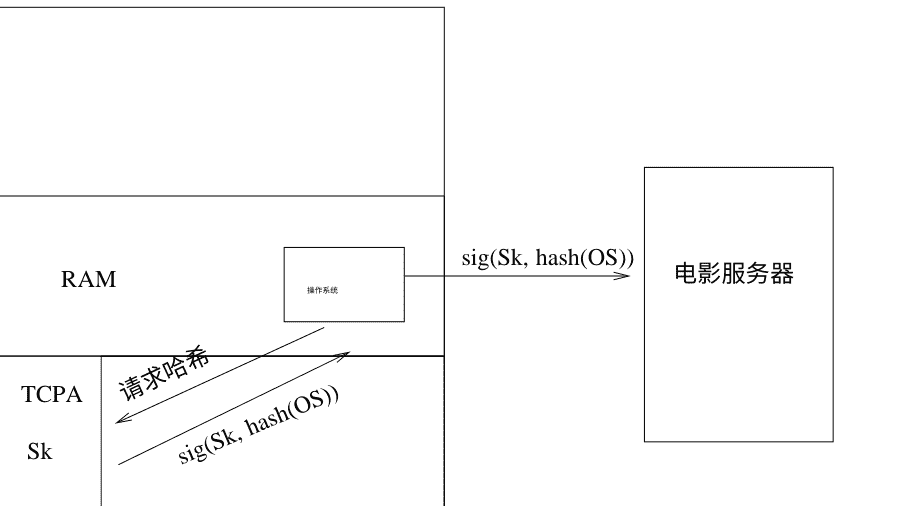 sig(Sk, hash(OS))
电影服务器
RAM
操作系统
请求哈希
TCPA
sig(Sk, hash(OS))
Sk